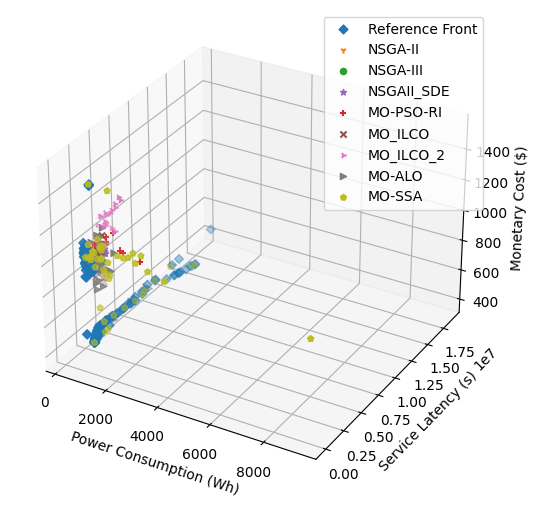 Reference Front
NSGA-II
NSGA-III
NSGAII_SDE
MO-PSO-RI
MO_ILCO
MO_ILCO_2
MO-ALO
MO-SSA
1400
1200
1000
800
600
400
Monetary Cost ($)
1e7
1.75
1.50
1.25
1.00
0.75
0.50
0.25
0.00
Service Latency (s)
0
2000
4000
6000
8000
Power Consumption (Wh)